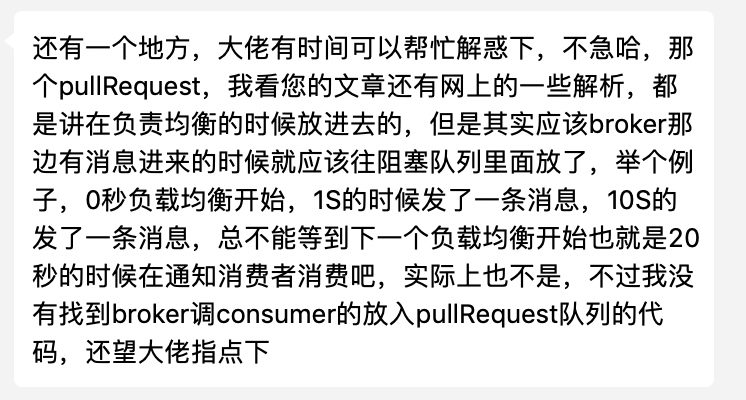 还有一个地方，大佬有时间可以帮忙解惑下，不急哈，那
个pullRequest，我看您的文章还有网上的一些解析，都
是讲在负责均衡的时候放进去的，但是其实应该broker那
边有消息进来的时候就应该往阻塞队列里面放了，举个例
子，0秒负载均衡开始，1S的时候发了一条消息，10S的
发了一条消息，总不能等到下一个负载均衡开始也就是20
秒的时候在通知消费者消费吧，实际上也不是，不过我没
有找到broker调consumer的放入pullRequest队列的代
码，还望大佬指点下